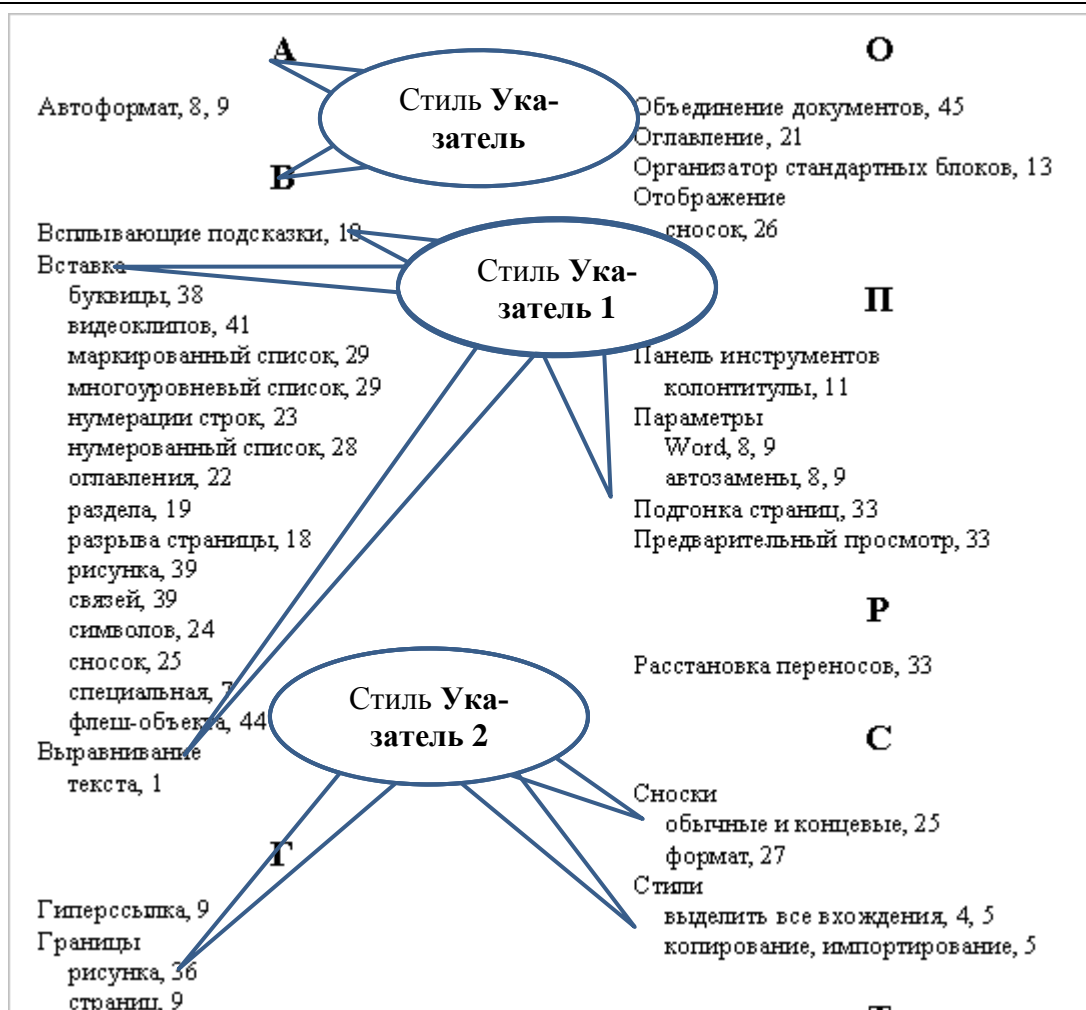 А
Автоформат, 8, 9
Б
Всплывающие подсказки, 18
Вставка
буквицы, 38
видеоклипов, 41
маркированный список, 29
многоуровневый список, 29
нумерации строк, 23
нумерованный список, 28
оглавления, 22
раздела, 19
разрыва страницы, 18
рисунка, 39
связей, 39
символов, 24
сносок, 25
специальная,
флеш-объекта, 44
Выравнивание
текста, 1
Г
Гиперссылка, 9
Границы
рисунка, 36
страниц, 9
Стиль Ука-
затель
Стиль Ука-
затель 1
Стиль Ука-
затель 2
О
Объединение документов, 45
Оглавление, 21
Организатор стандартных блоков, 13
Отображение
сносок, 26
П
Панель инструментов
колонтитулы, 11
Параметры
Word, 8, 9
автозамены, 8, 9
Подгонка страниц, 33
Предварительный просмотр, 33
Р
Расстановка переносов, 33
С
Сноски
обычные и концевые, 25
формат, 27
Стили
выделить все вхождения, 4, 5
копирование, импортирование, 5